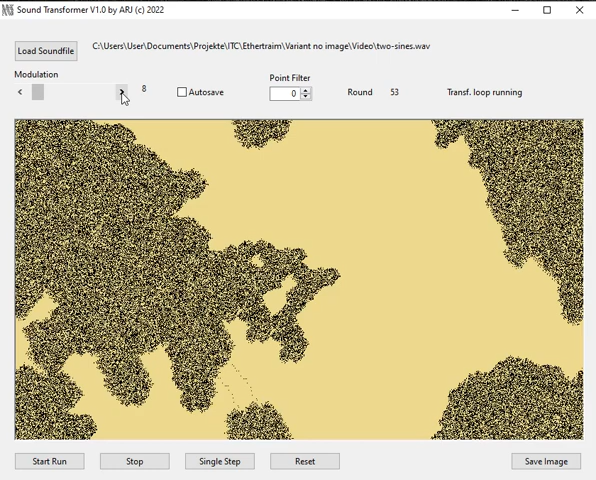 Sound Transformer V1.0 by ARJ (c) 2022
Load Soundfile
C:\Users\User\Documents\Projekte\ITC\Ethertraim\Variant no image\Video\two-sines.wav
Modulation
8
Autosave
Point Filter
0
Round 53
Transf. loop running
Start Run
Stop
Single Step
Reset
Save Image